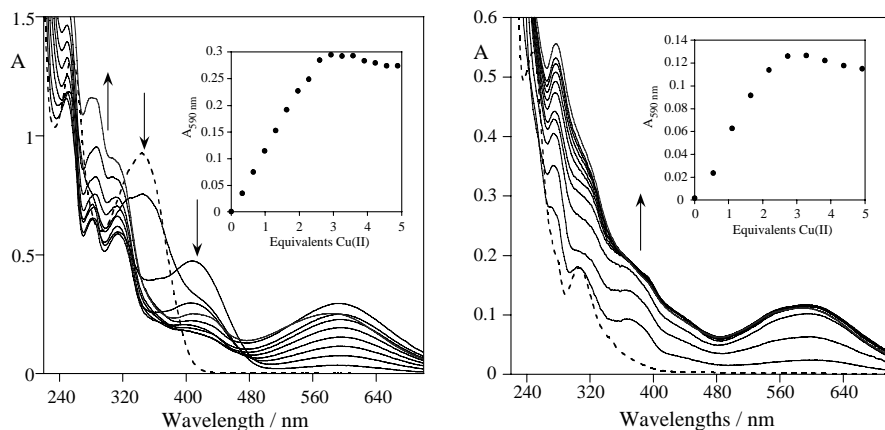 1.5
A
1
0.5
0
240 320 400 480 560 640
Wavelength / nm
0.3
0.25
0.2
0.15
0.1
0.05
0
A590 nm
0 1 2 3 4 5
Equivalents Cu(II)
0.6
A
0.5
0.4
0.3
0.2
0.1
0
240 320 400 480 560 640
Wavelengths / nm
0.14
0.12
0.1
0.08
0.06
0.04
0.02
0
A590 nm
0 1 2 3 4 5
Equivalents Cu(II)